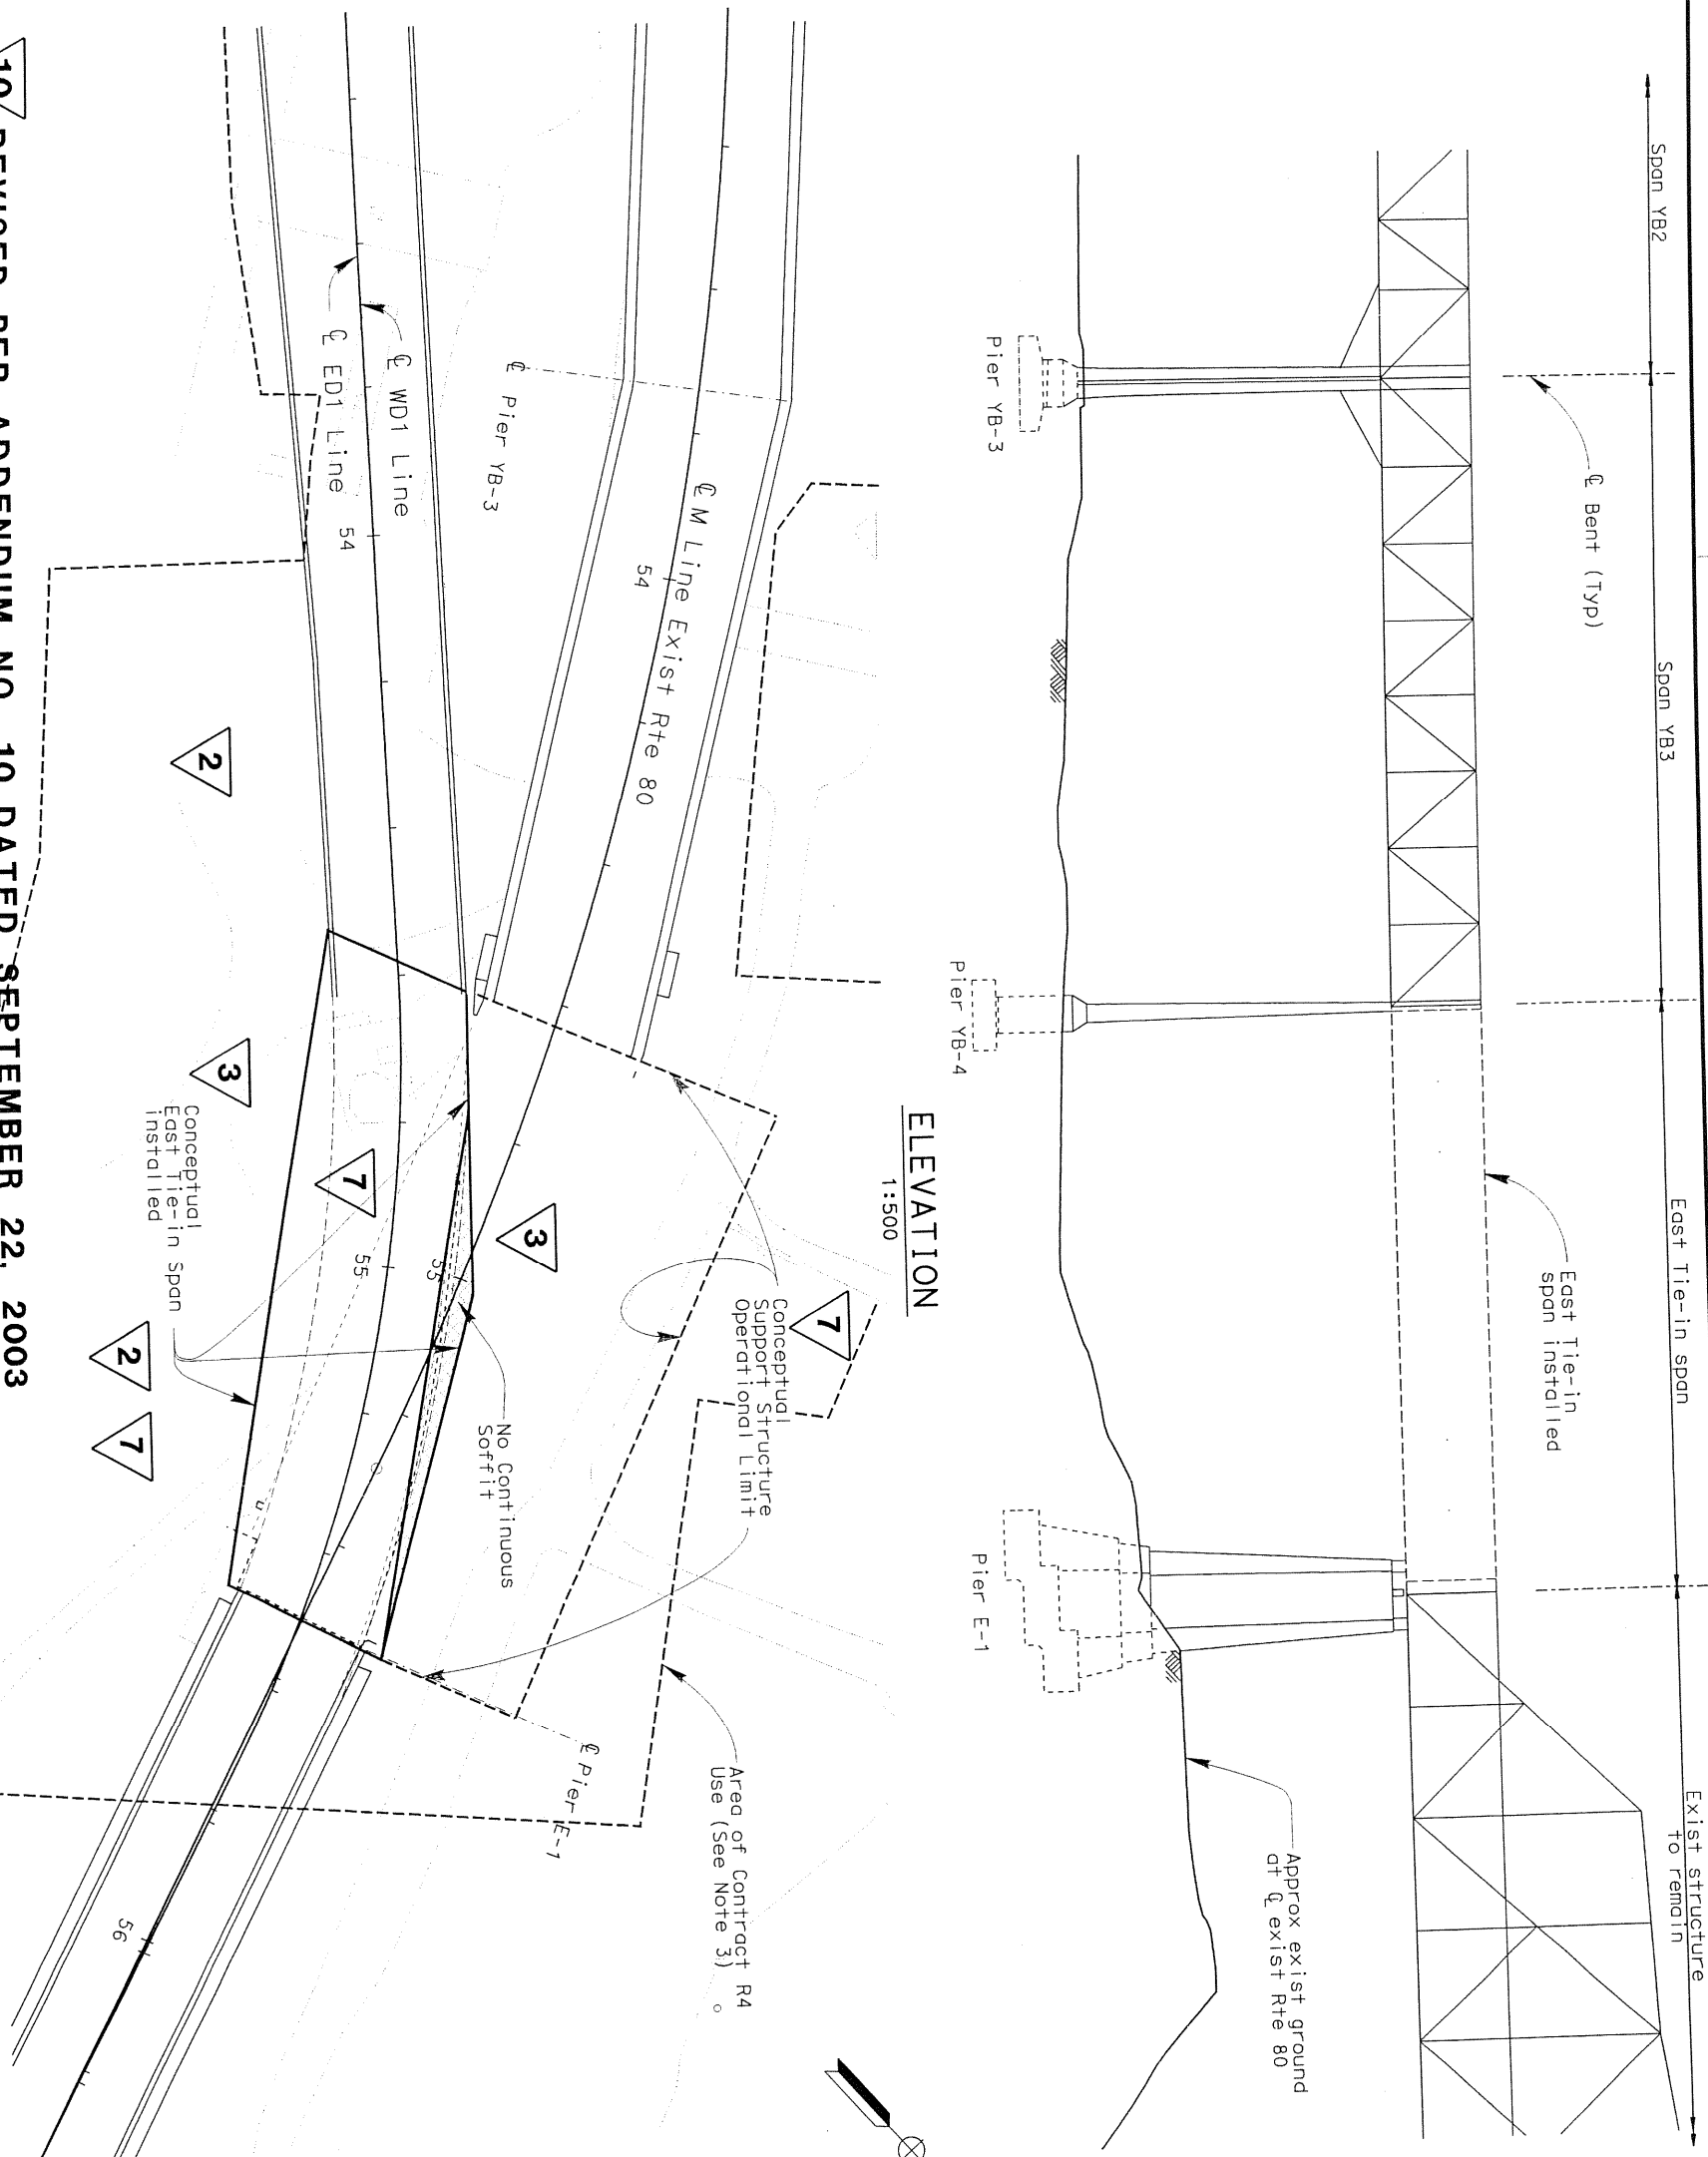 Span YB2
Span YB3
East Tie-in span
Exist structure
to remain
℄ Bent (Typ)
East Tie-in
span installed
Pier YB-3
Pier YB-4
Pier E-1
Approx exist ground
at ℄ exist Rte 80
ELEVATION
1:500
℄ M Line Exist Rte 80
54
℄ Pier YB-3
℄ WD1 Line
℄ ED1 Line
54
7
Conceptual
Support Structure
Operational Limit
3
55
55
No Continuous
Soffit
Area of Contract R4
Use (See Note 3)
℄ Pier E-1
7
2
3
Conceptual
East Tie-in Span
installed
2
7
56
10 REVISED PER ADDENDUM NO. 10 DATED SEPTEMBER 22, 2003